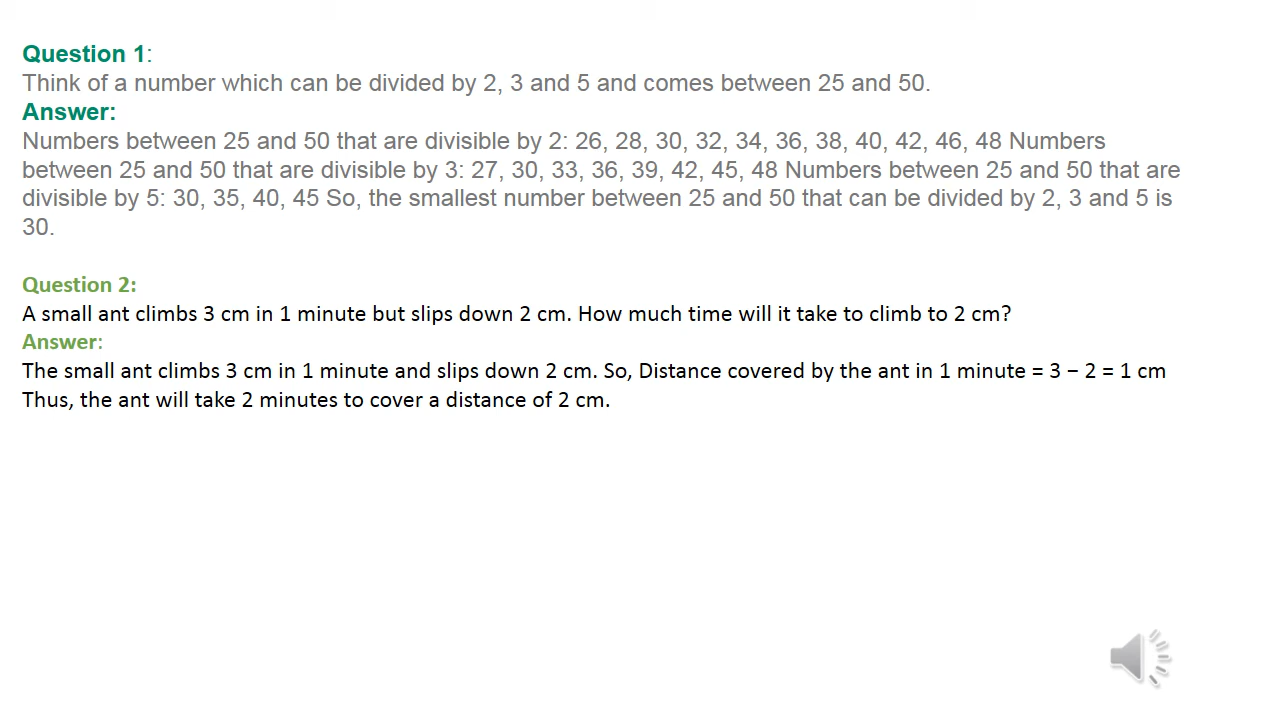 Question 1:
Think of a number which can be divided by 2, 3 and 5 and comes between 25 and 50.
Answer:
Numbers between 25 and 50 that are divisible by 2: 26, 28, 30, 32, 34, 36, 38, 40, 42, 46, 48 Numbers
between 25 and 50 that are divisible by 3: 27, 30, 33, 36, 39, 42, 45, 48 Numbers between 25 and 50 that are
divisible by 5: 30, 35, 40, 45 So, the smallest number between 25 and 50 that can be divided by 2, 3 and 5 is
30.
Question 2:
A small ant climbs 3 cm in 1 minute but slips down 2 cm. How much time will it take to climb to 2 cm?
Answer:
The small ant climbs 3 cm in 1 minute and slips down 2 cm. So, Distance covered by the ant in 1 minute = 3 − 2 = 1 cm
Thus, the ant will take 2 minutes to cover a distance of 2 cm.